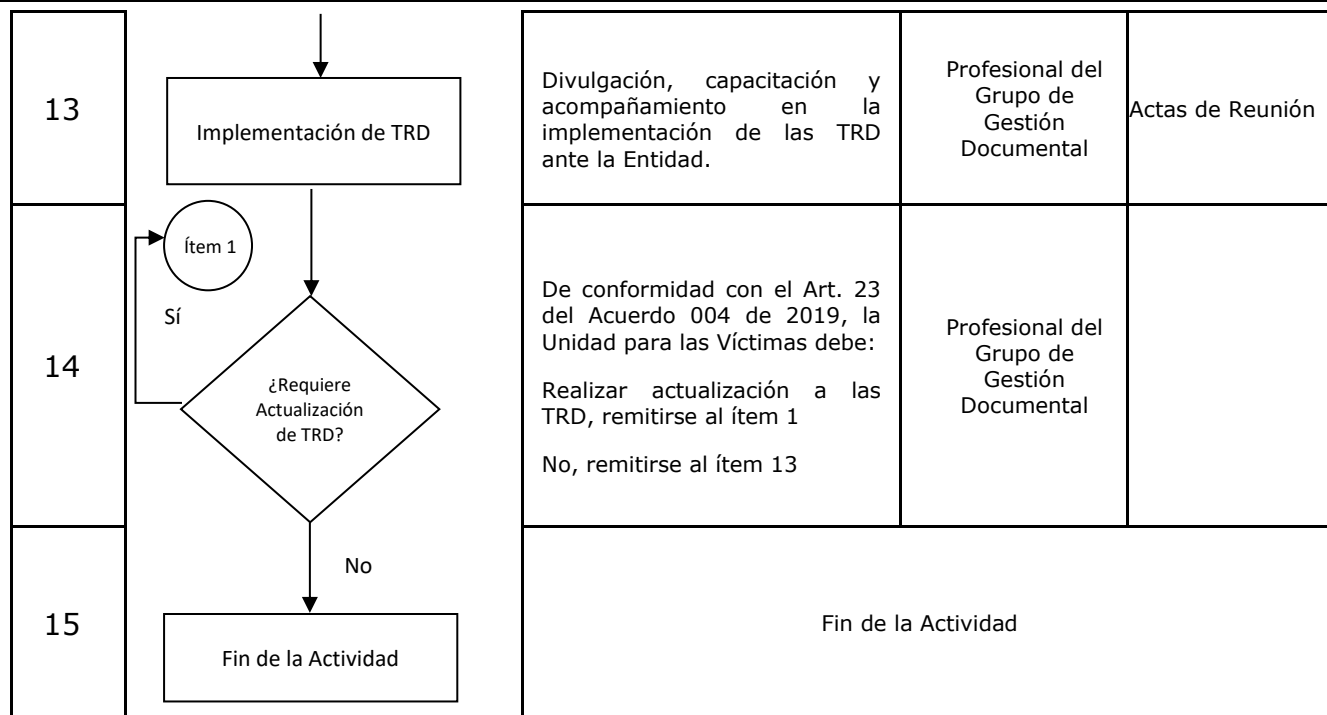 13
Implementación de TRD
Divulgación, capacitación y
acompañamiento en la
implementación de las TRD
ante la Entidad.
Profesional del
Grupo de
Gestión
Documental
Actas de Reunión
14
Ítem 1
Sí
¿Requiere
Actualización
de TRD?
De conformidad con el Art. 23
del Acuerdo 004 de 2019, la
Unidad para las Víctimas debe:
Realizar actualización a las
TRD, remitirse al ítem 1
No, remitirse al ítem 13
Profesional del
Grupo de
Gestión
Documental
15
No
Fin de la Actividad
Fin de la Actividad